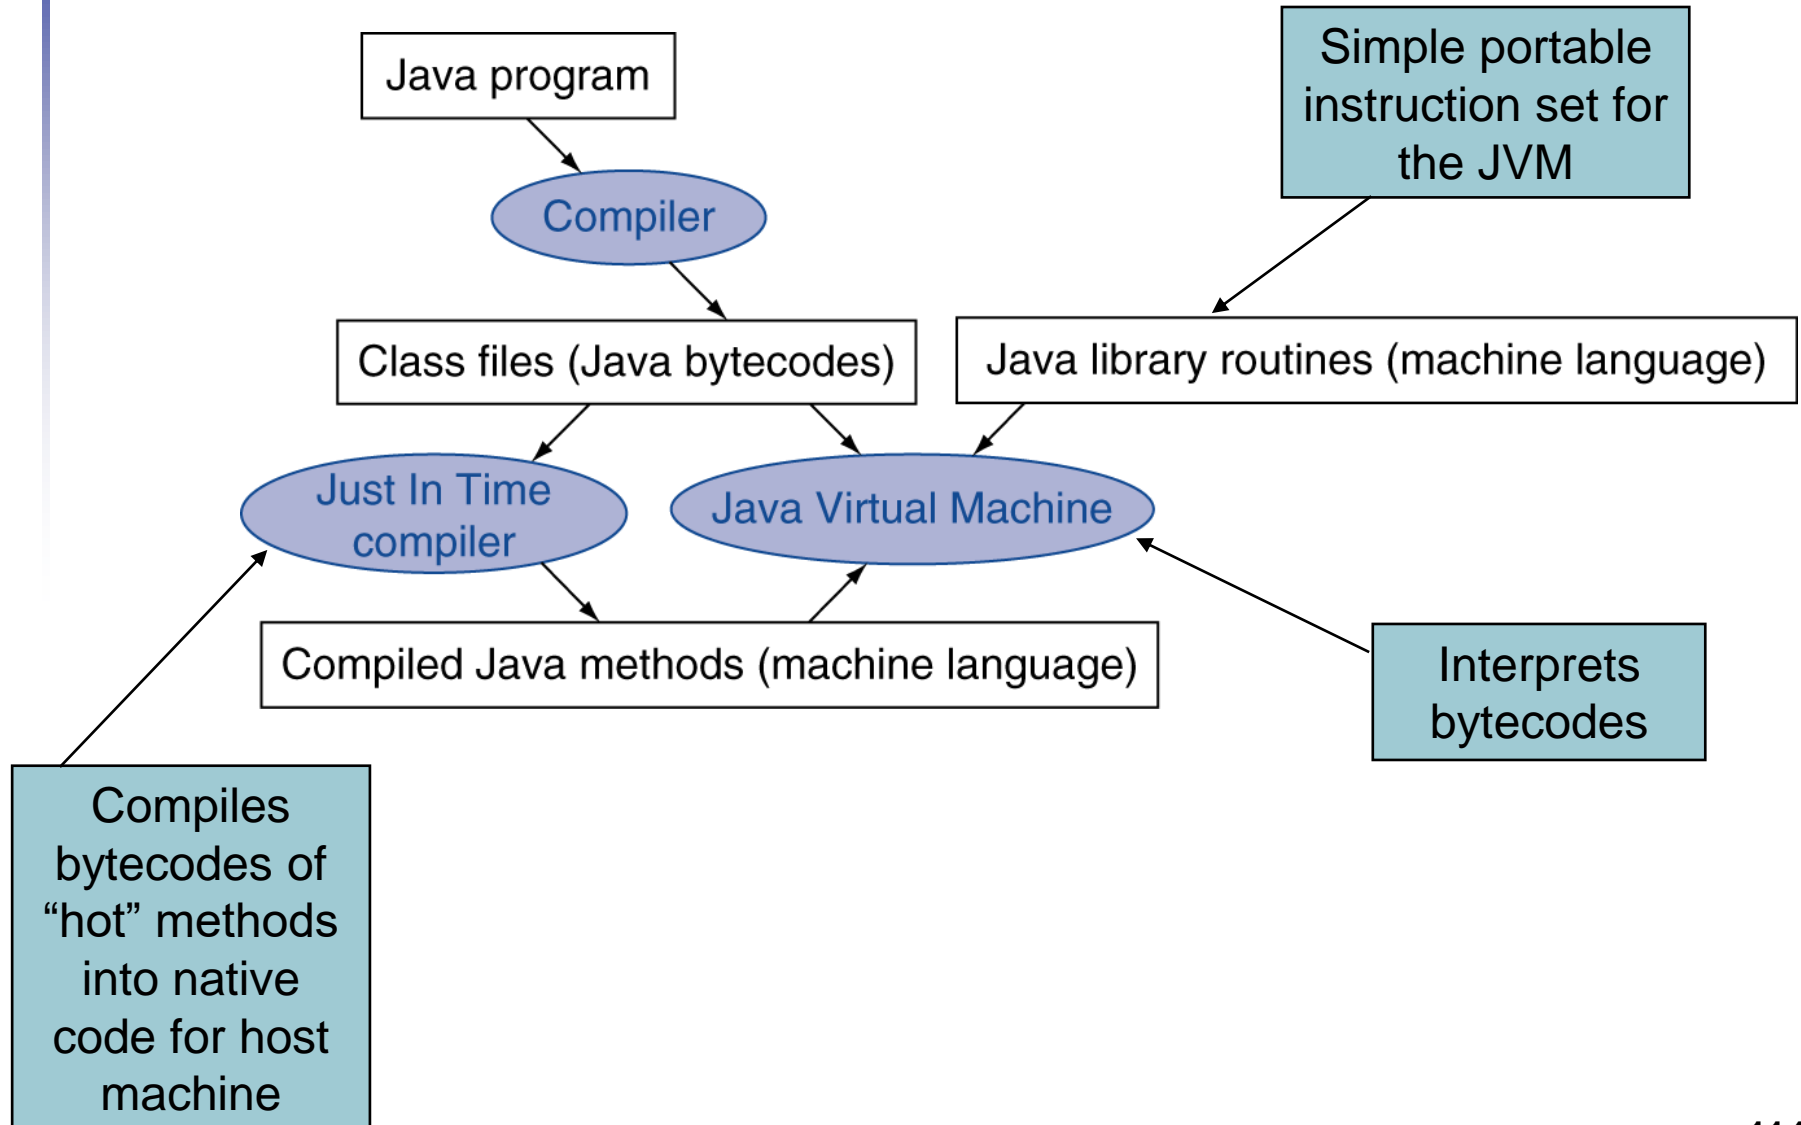 Java program
Simple portable
instruction set for
the JVM
Compiler
Class files (Java bytecodes)
Java library routines (machine language)
Just In Time
compiler
Java Virtual Machine
Compiled Java methods (machine language)
Interprets
bytecodes
Compiles
bytecodes of
“hot” methods
into native
code for host
machine